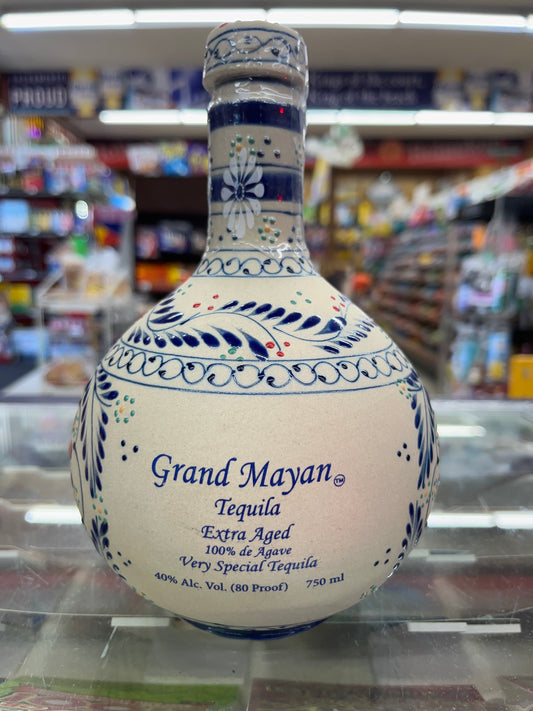 PROUD
Grand Mayan™
Tequila
Extra Aged
100% de Agave
Very Special Tequila
40% Alc. Vol. (80 Proof) 750 ml